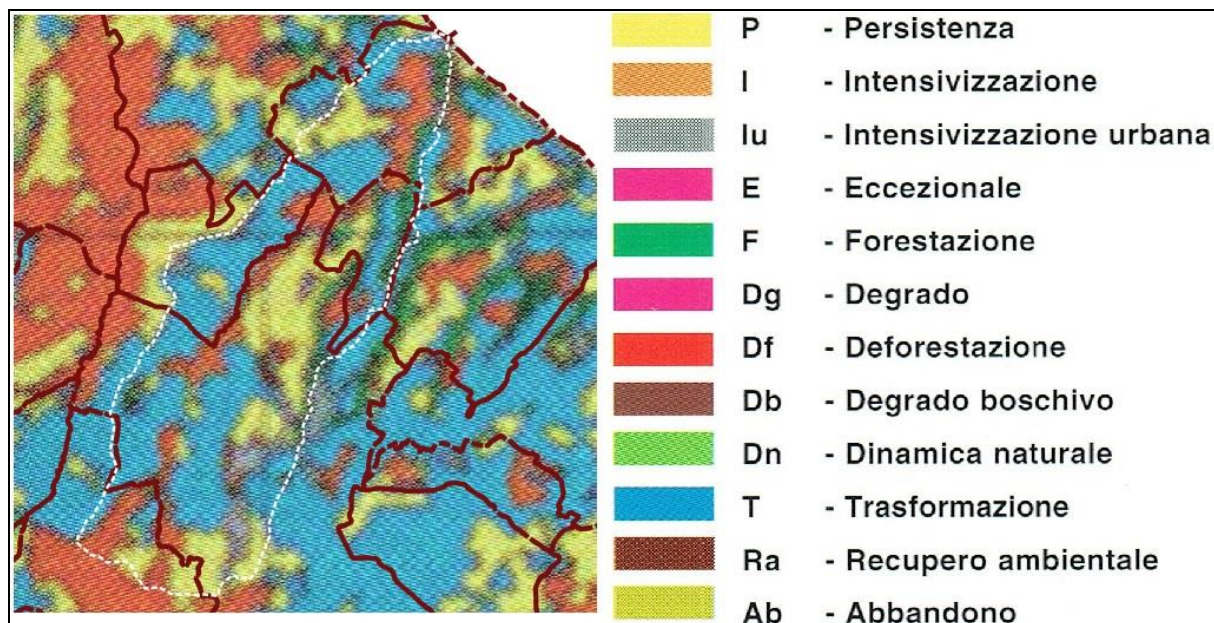 P - Persistenza
I - Intensivizzazione
Iu - Intensivizzazione urbana
E - Eccezionale
F - Forestazione
Dg - Degrado
Df - Deforestazione
Db - Degrado boschivo
Dn - Dinamica naturale
T - Trasformazione
Ra - Recupero ambientale
Ab - Abbandono